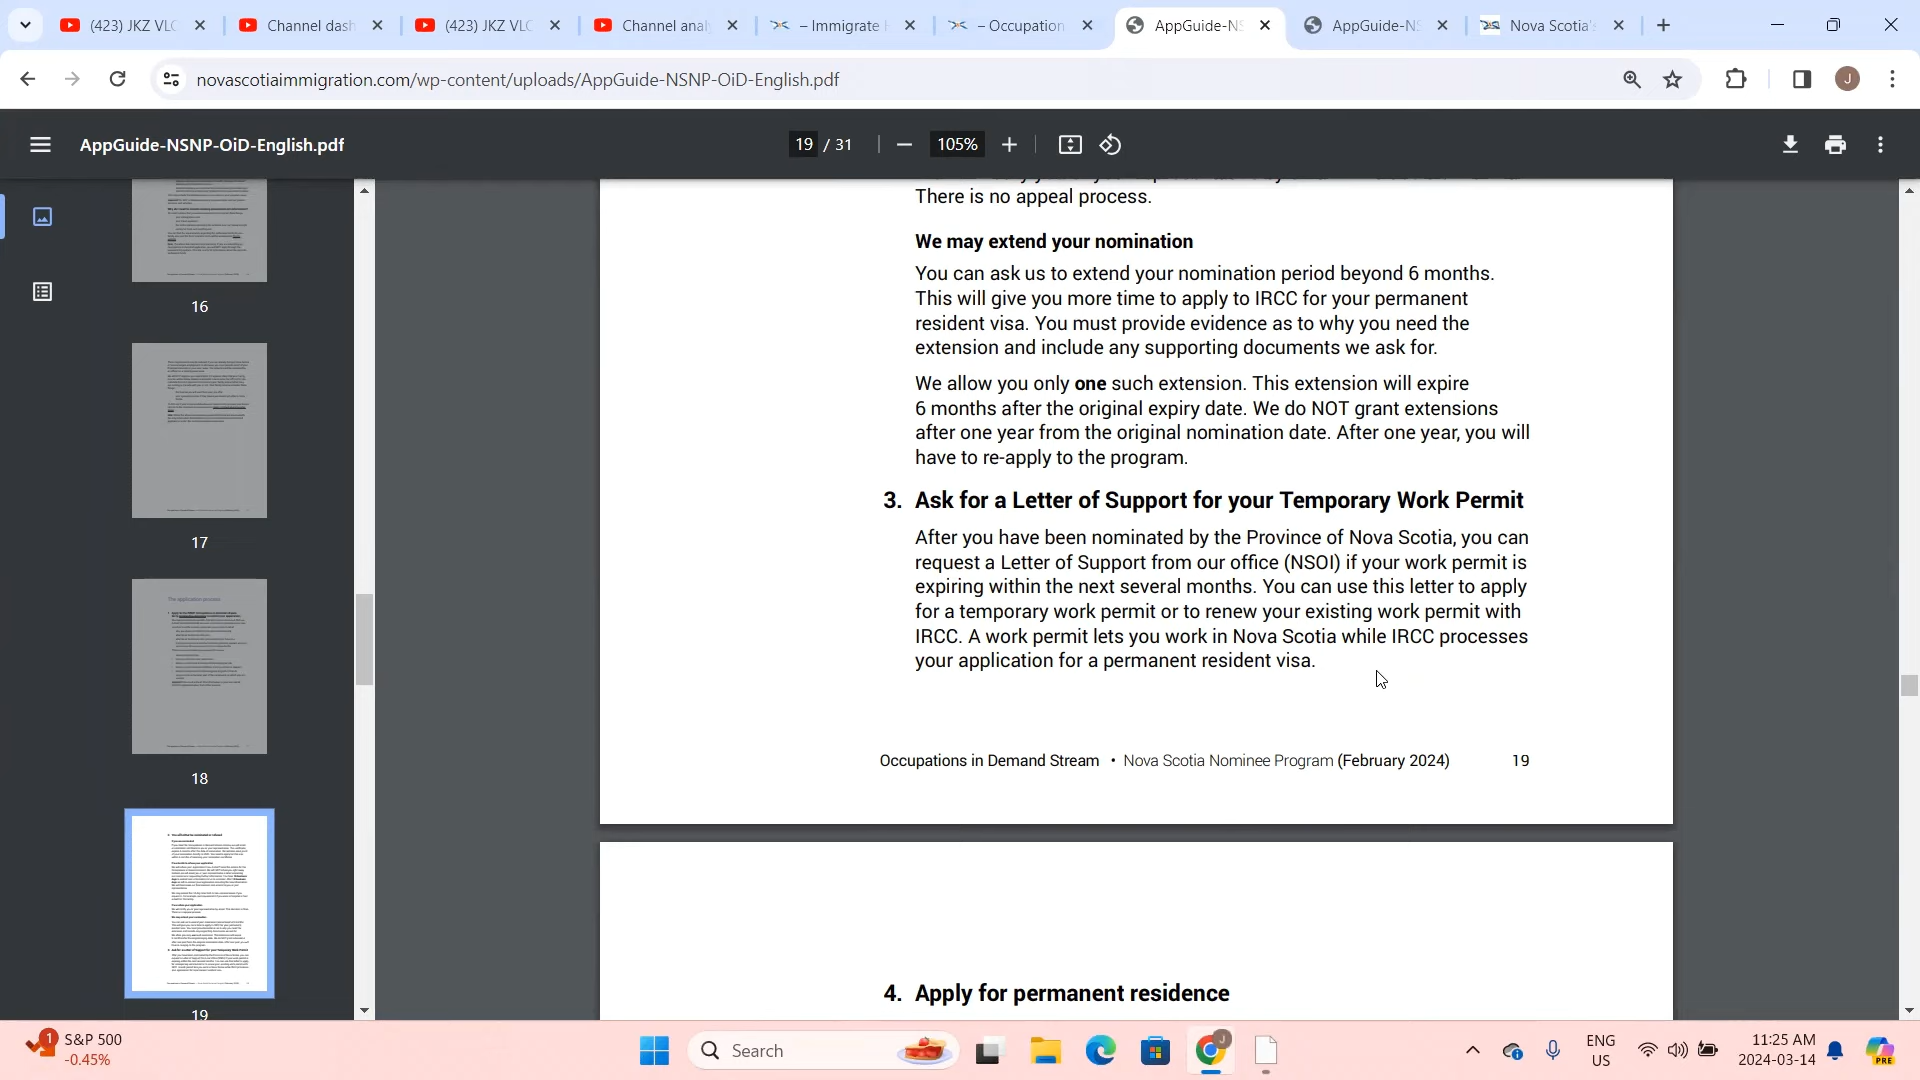 (423) JKZ VLC
Channel dash
(423) JKZ VLC
Channel anal
– Immigrate
– Occupation
AppGuide-NS
AppGuide-NS
Nova Scotia'
novascotiaimmigration.com/wp-content/uploads/AppGuide-NSNP-OiD-English.pdf
J
AppGuide-NSNP-OiD-English.pdf
19 / 31
105%
16
17
18
19
There is no appeal process.
We may extend your nomination
You can ask us to extend your nomination period beyond 6 months.
This will give you more time to apply to IRCC for your permanent
resident visa. You must provide evidence as to why you need the
extension and include any supporting documents we ask for.
We allow you only one such extension. This extension will expire
6 months after the original expiry date. We do NOT grant extensions
after one year from the original nomination date. After one year, you will
have to re-apply to the program.
3. Ask for a Letter of Support for your Temporary Work Permit
After you have been nominated by the Province of Nova Scotia, you can
request a Letter of Support from our office (NSOI) if your work permit is
expiring within the next several months. You can use this letter to apply
for a temporary work permit or to renew your existing work permit with
IRCC. A work permit lets you work in Nova Scotia while IRCC processes
your application for a permanent resident visa.
Occupations in Demand Stream • Nova Scotia Nominee Program (February 2024) 19
4. Apply for permanent residence
1
S&P 500
-0.45%
Search
J
ENG
US
11:25 AM
2024-03-14
PRE